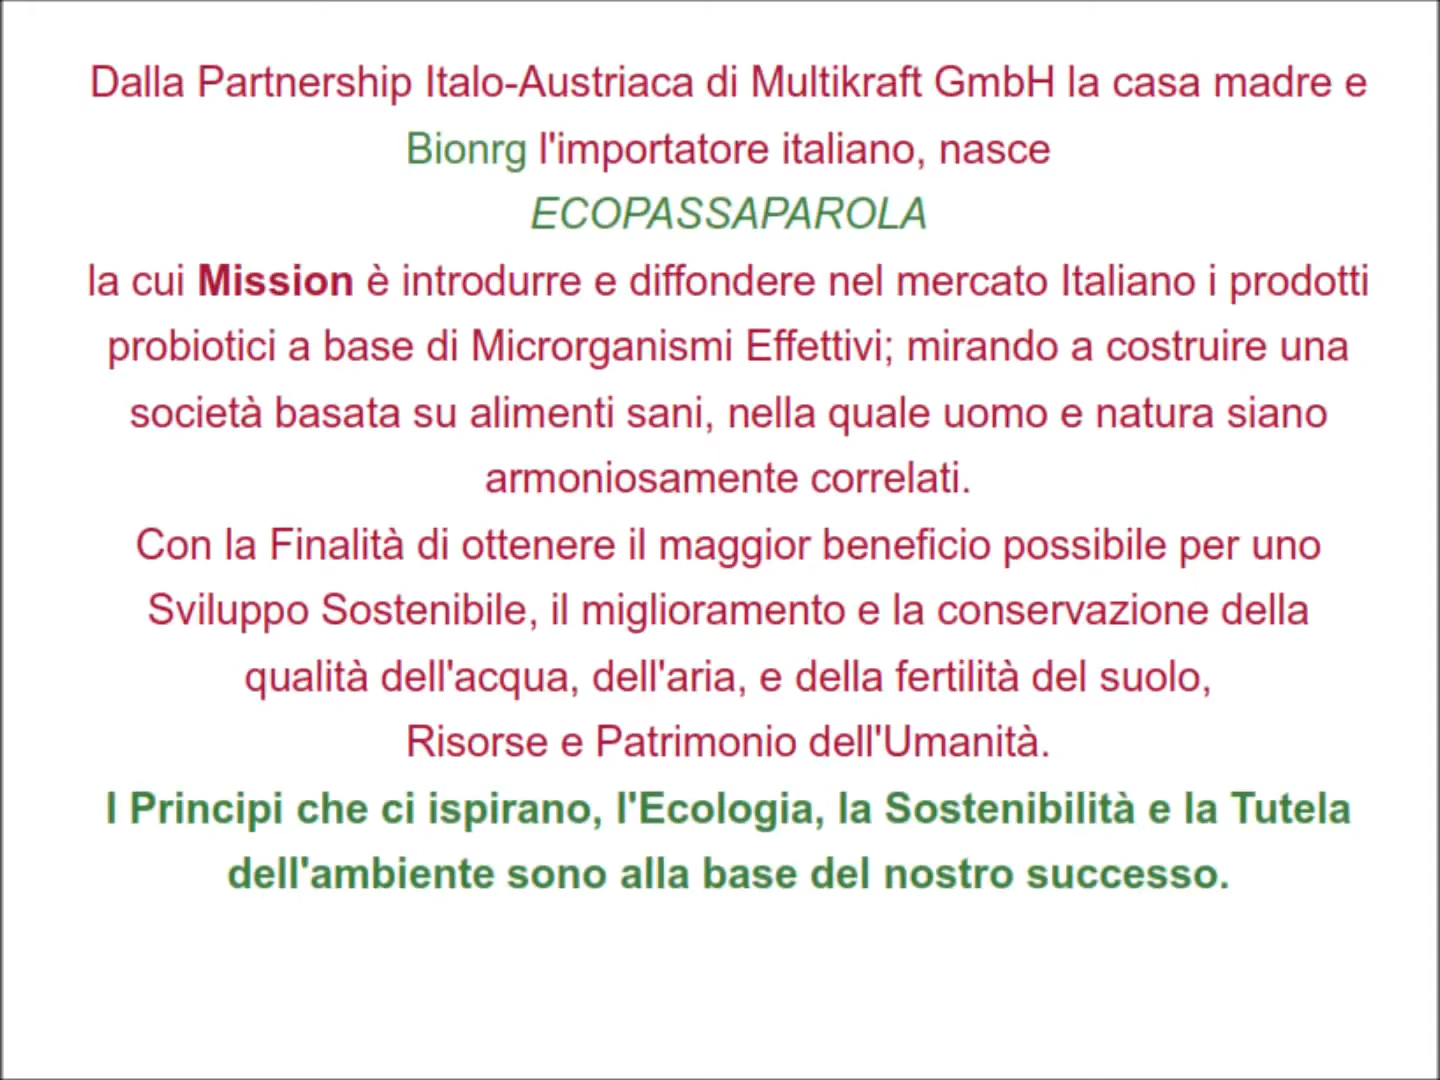 Dalla Partnership Italo-Austriaca di Multikraft GmbH la casa madre e
Bionrg l'importatore italiano, nasce
ECOPASSAPAROLA
la cui Mission è introdurre e diffondere nel mercato Italiano i prodotti
probiotici a base di Microrganismi Effettivi; mirando a costruire una
società basata su alimenti sani, nella quale uomo e natura siano
armoniosamente correlati.
Con la Finalità di ottenere il maggior beneficio possibile per uno
Sviluppo Sostenibile, il miglioramento e la conservazione della
qualità dell'acqua, dell'aria, e della fertilità del suolo,
Risorse e Patrimonio dell'Umanità.
I Principi che ci ispirano, l'Ecologia, la Sostenibilità e la Tutela
dell'ambiente sono alla base del nostro successo.